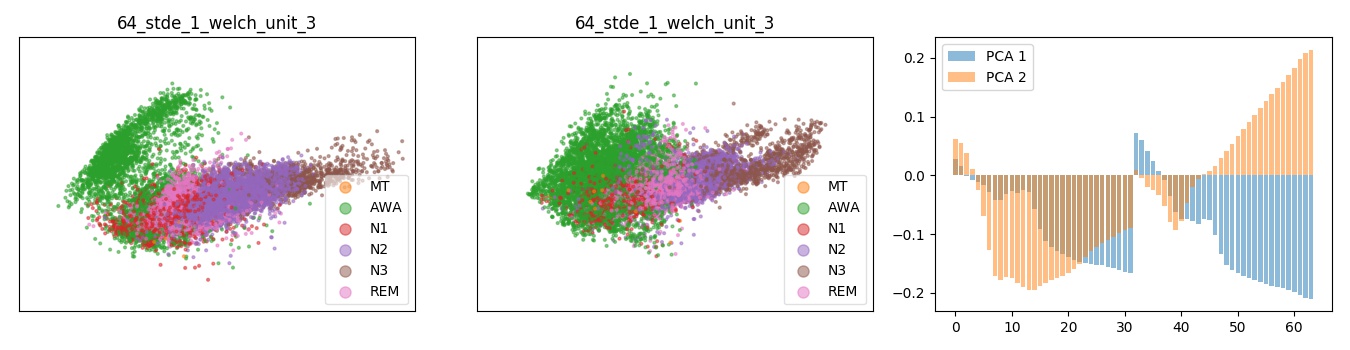 64_stde_1_welch_unit_3
MT
AWA
N1
N2
N3
REM
64_stde_1_welch_unit_3
MT
AWA
N1
N2
N3
REM
PCA 1
PCA 2
0.2
0.1
0.0
−0.1
−0.2
0 10 20 30 40 50 60